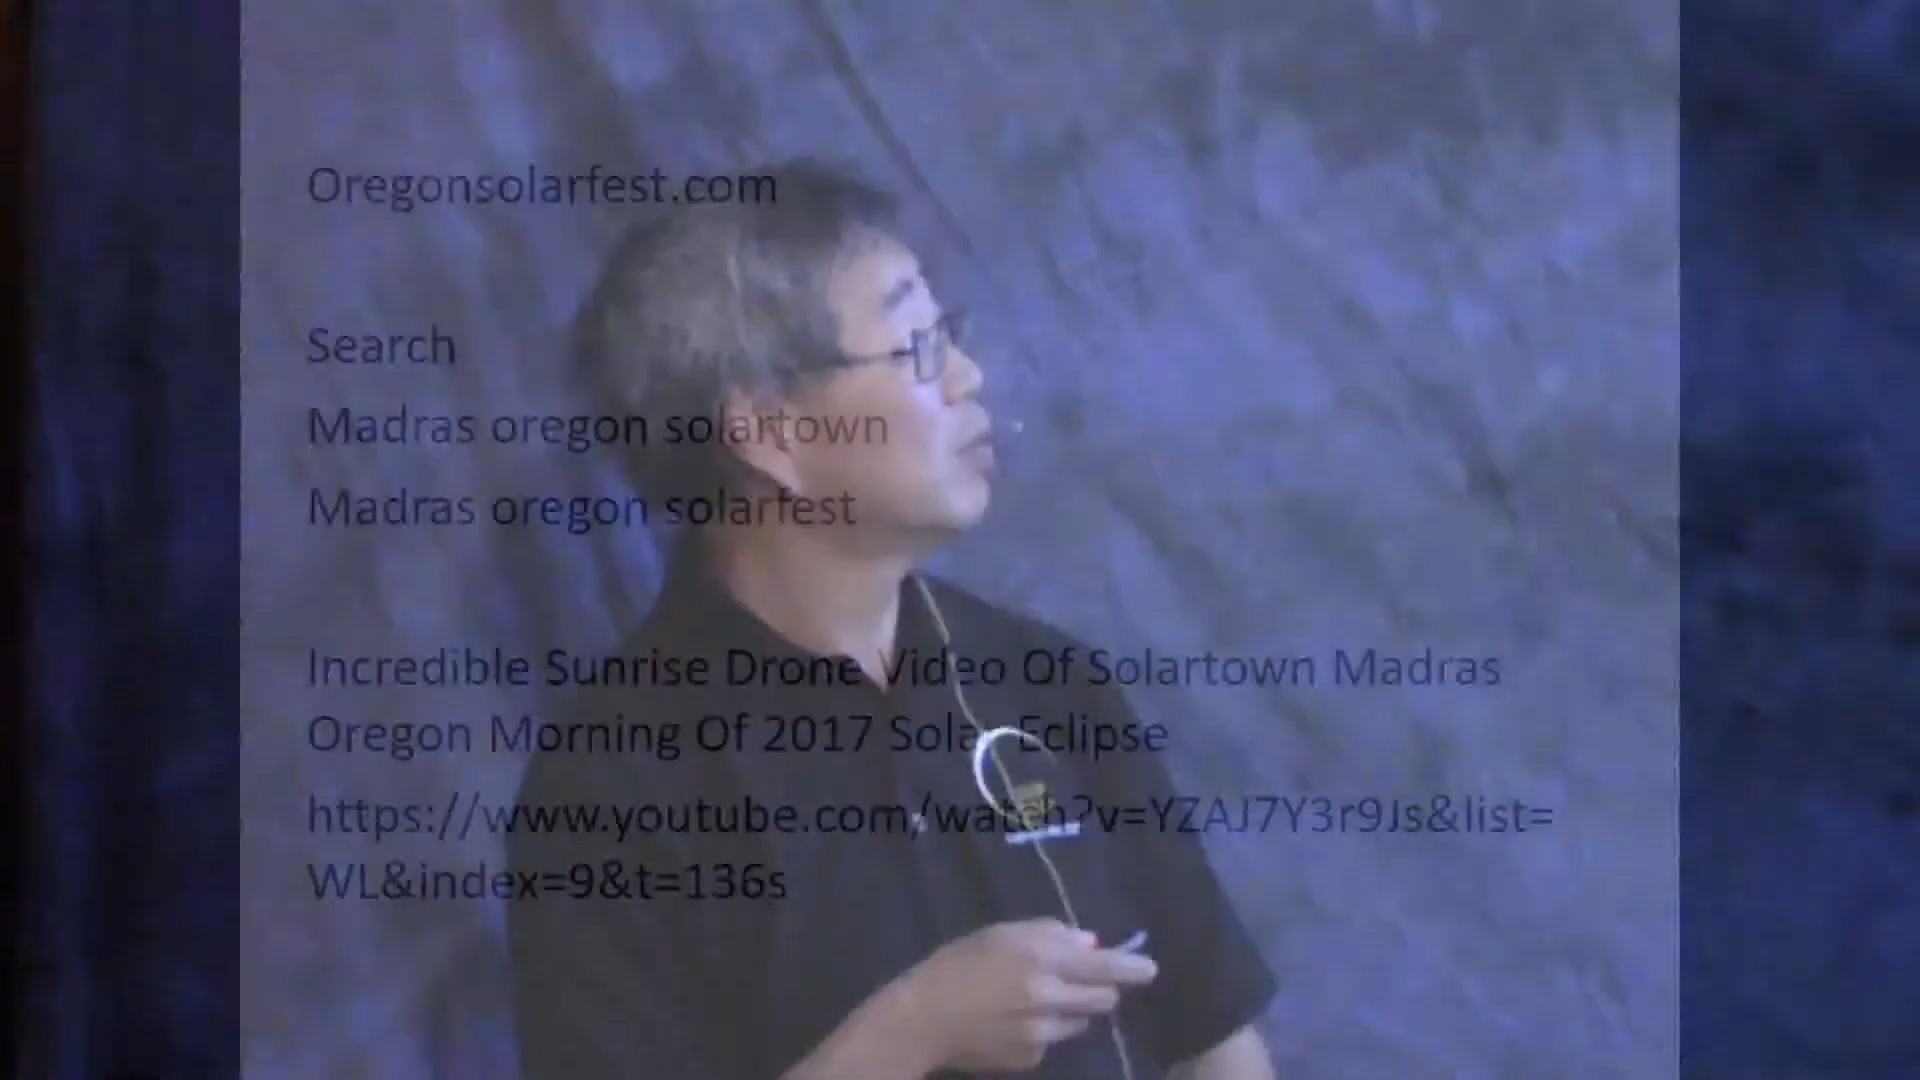 Oregonsolarfest.com
Search
Madras oregon solartown
Madras oregon solarfest
Incredible Sunrise Drone Video Of Solartown Madras
Oregon Morning Of 2017 Solar Eclipse
https://www.youtube.com/watch?v=YZAJ7Y3r9Js&list=
WL&index=9&t=136s